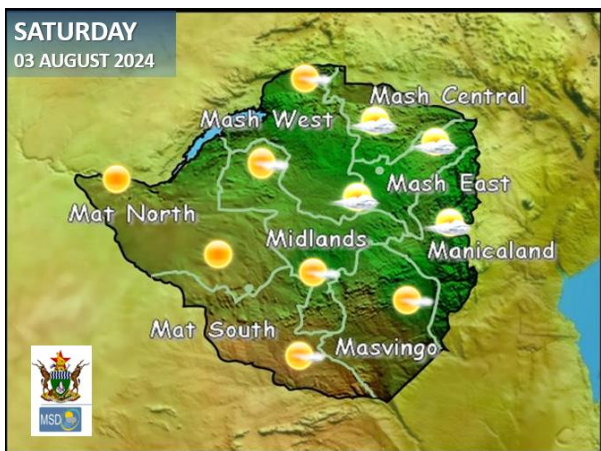 SATURDAY
03 AUGUST 2024
Mash Central
Mash West
Mash East
Mat North
Midlands
Manicaland
Mat South
Masvingo
MSD